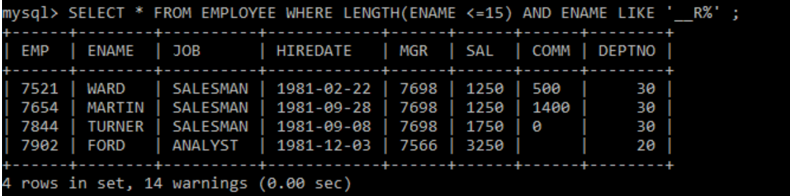 mysql> SELECT * FROM EMPLOYEE WHERE LENGTH(ENAME <=15) AND ENAME LIKE '__R%' ;
+------+--------+----------+------------+------+------+------+--------+
| EMP | ENAME | JOB | HIREDATE | MGR | SAL | COMM | DEPTNO |
+------+--------+----------+------------+------+------+------+--------+
| 7521 | WARD | SALESMAN | 1981-02-22 | 7698 | 1250 | 500 | 30 |
| 7654 | MARTIN | SALESMAN | 1981-09-28 | 7698 | 1250 | 1400 | 30 |
| 7844 | TURNER | SALESMAN | 1981-09-08 | 7698 | 1750 | 0 | 30 |
| 7902 | FORD | ANALYST | 1981-12-03 | 7566 | 3250 | | 20 |
+------+--------+----------+------------+------+------+------+--------+
4 rows in set, 14 warnings (0.00 sec)